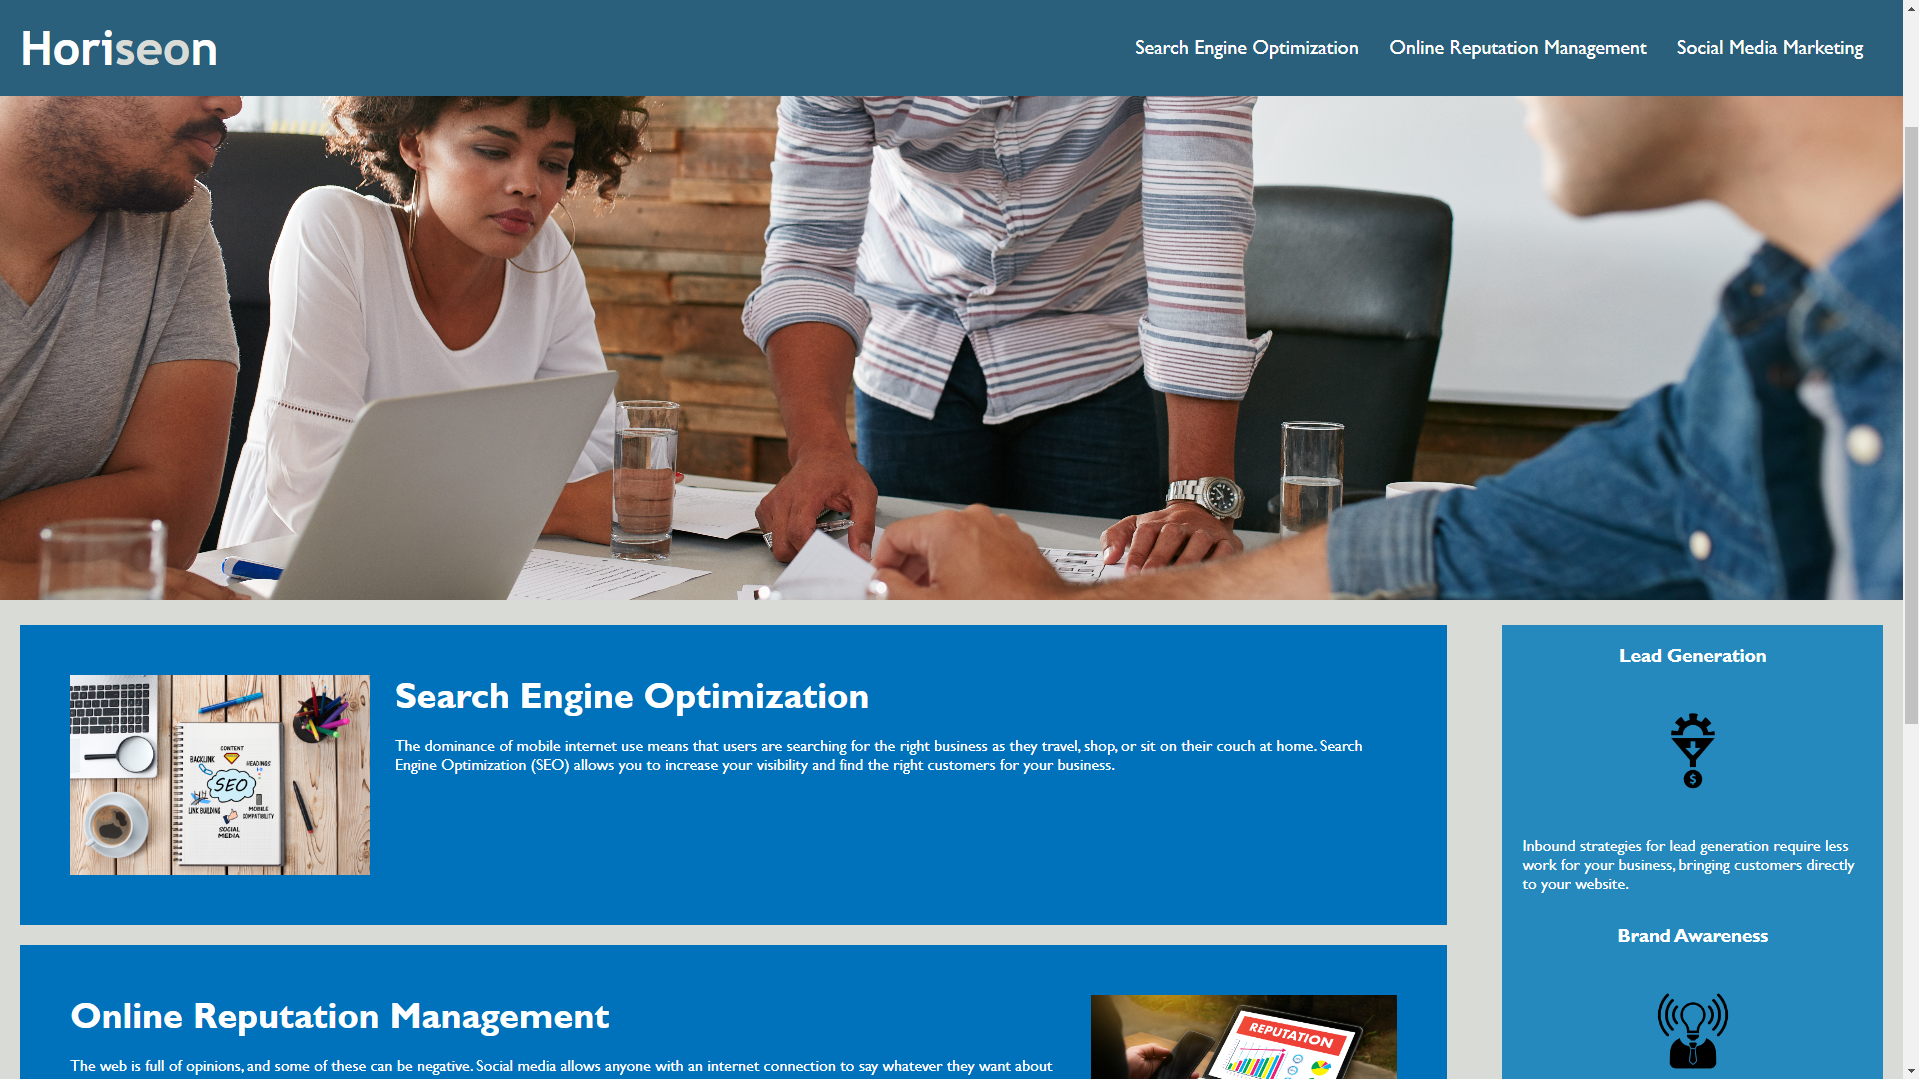 Horiseon
Search Engine Optimization
Online Reputation Management
Social Media Marketing
CONTENT
BACKLINK
HEADINGS
SEO
LINK BUILDING
MOBILE
COMPATIBILITY
SOCIAL
MEDIA
Search Engine Optimization
The dominance of mobile internet use means that users are searching for the right business as they travel, shop, or sit on their couch at home. Search
Engine Optimization (SEO) allows you to increase your visibility and find the right customers for your business.
Online Reputation Management
The web is full of opinions, and some of these can be negative. Social media allows anyone with an internet connection to say whatever they want about
REPUTATION
Lead Generation
$
Inbound strategies for lead generation require less
work for your business, bringing customers directly
to your website.
Brand Awareness